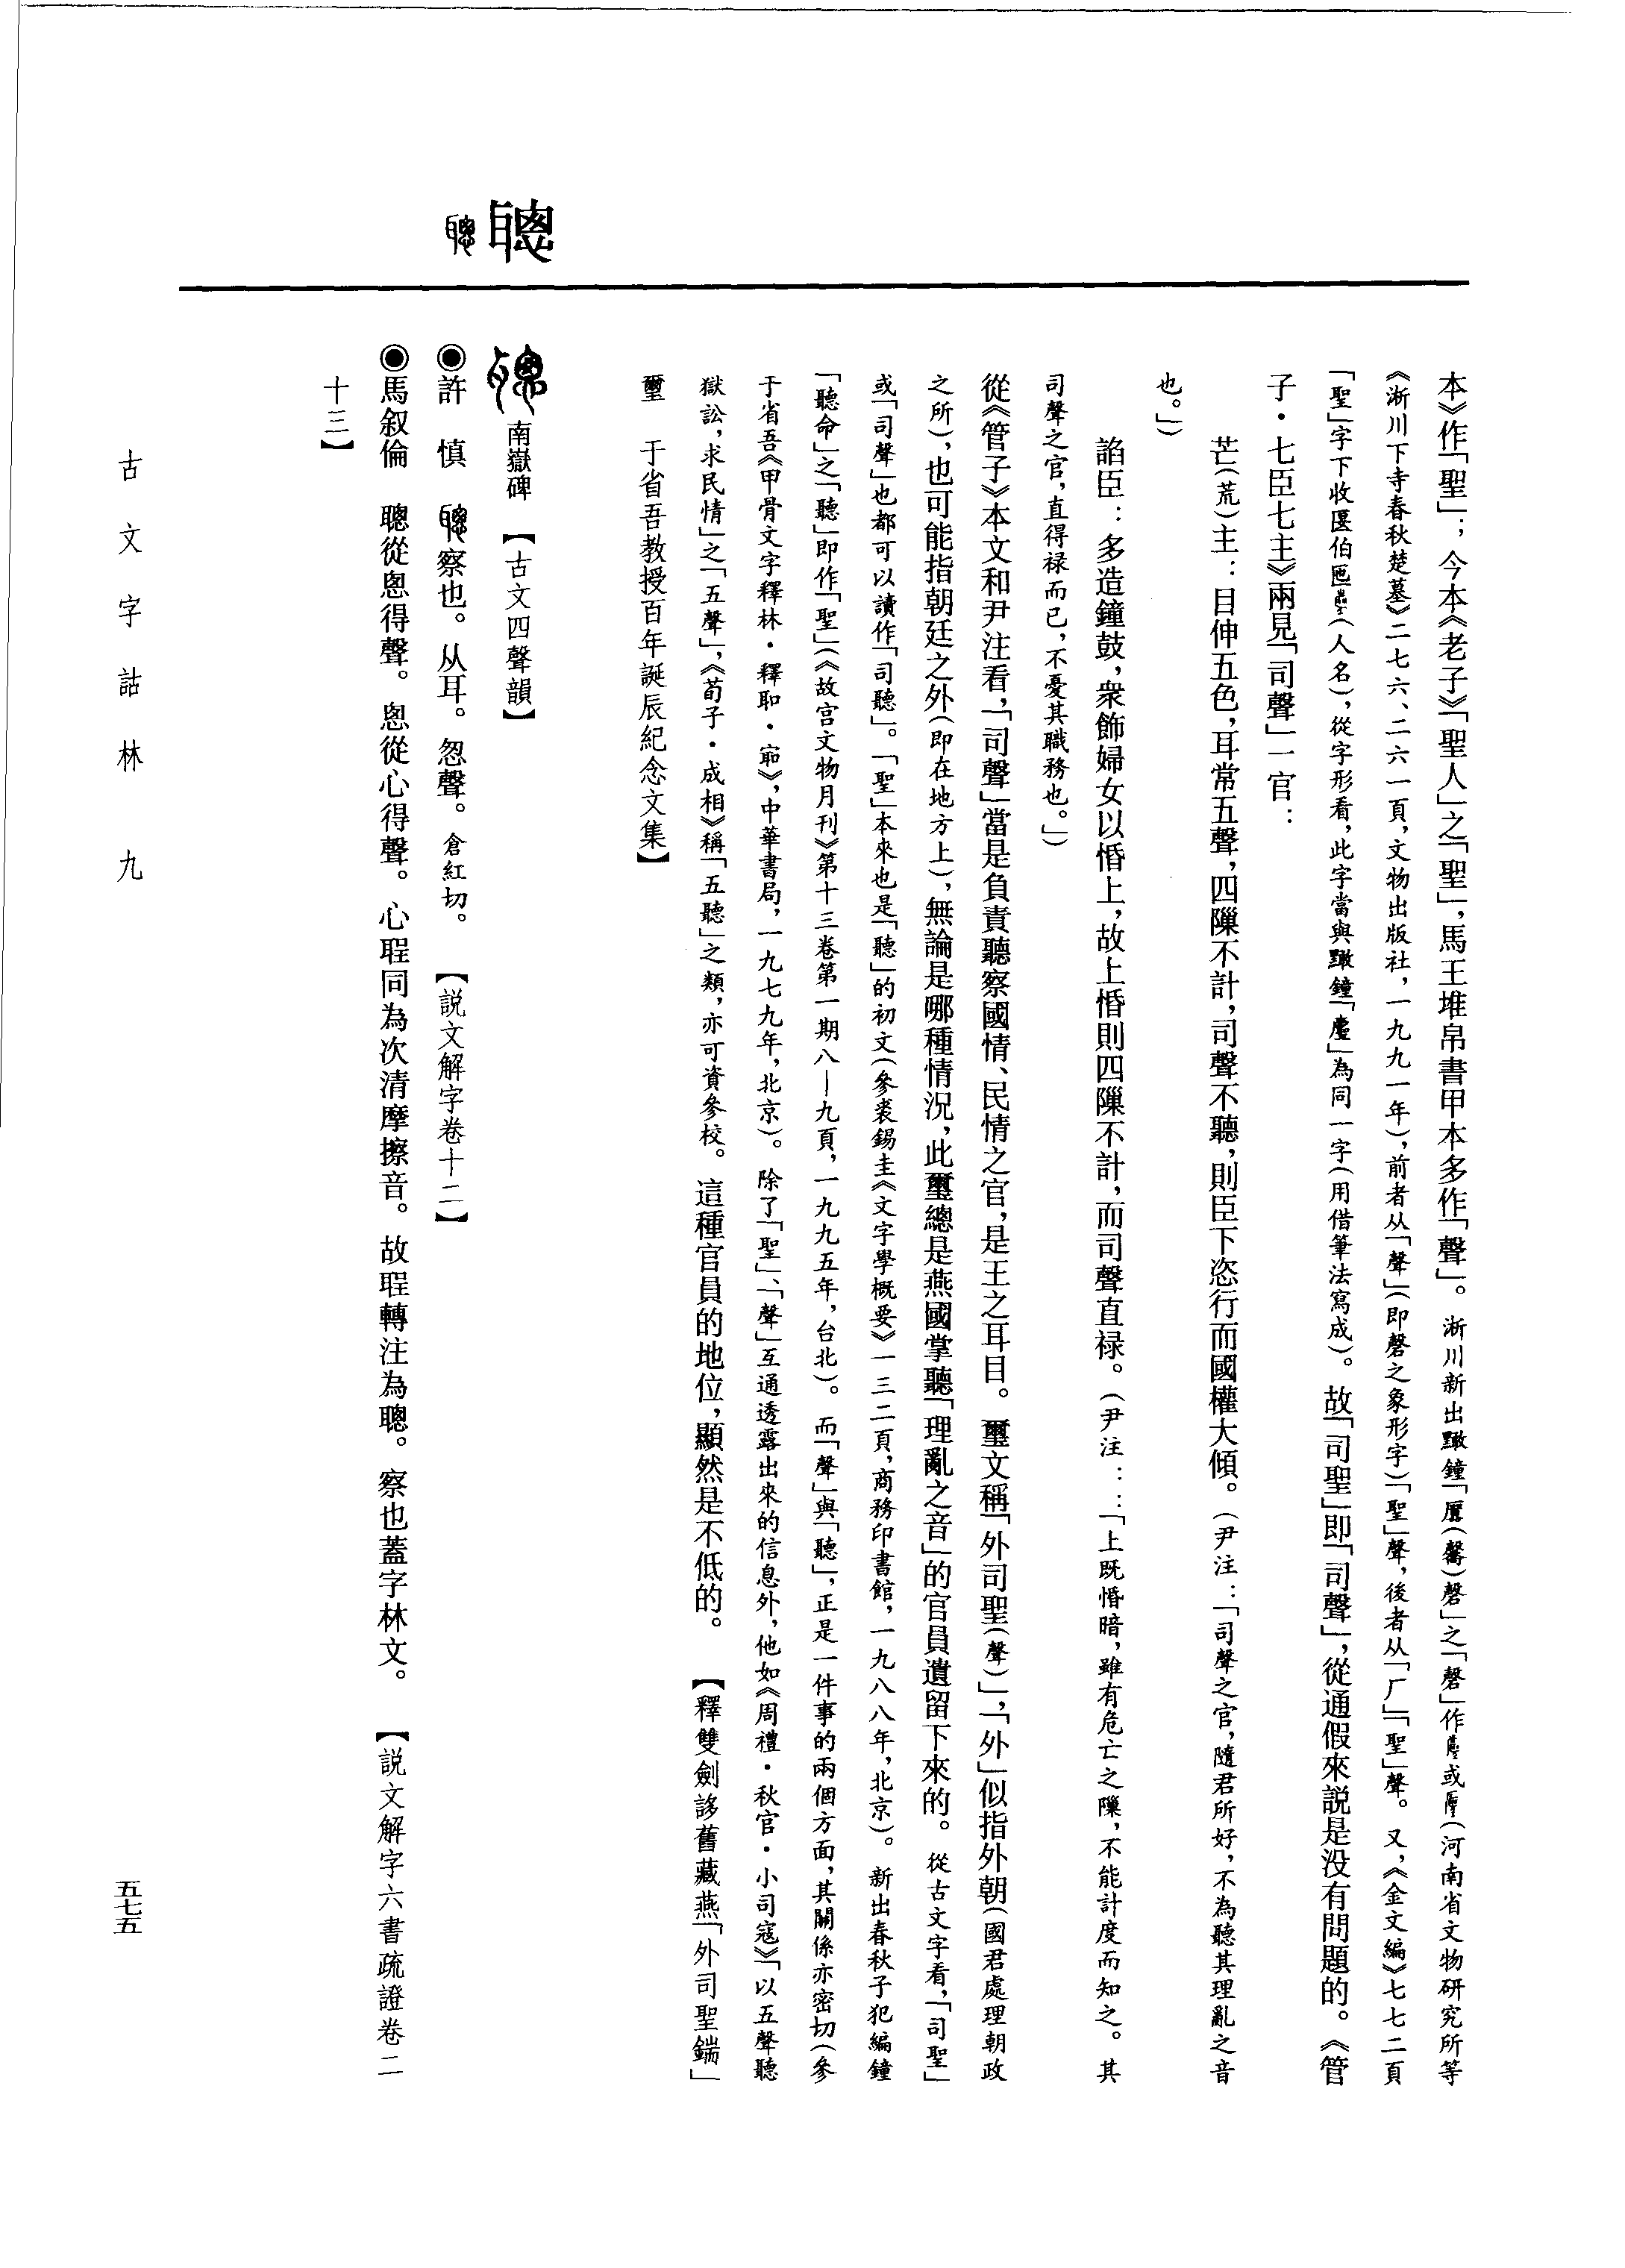 聰
本》作「聖」；今本《老子》「聖人」之「聖」，馬王堆帛書甲本多作「聲」。淅川新出鐘「磬」之「磬」作或（河南省文物研究所等
《淅川下寺春秋楚墓》二七六、二六一頁，文物出版社，一九九一年），前者从「聲」（即磬之象形字）「聖」聲，後者从「厂」「聖」聲。又，《金文編》七七二頁
「聖」字下收匽伯匜（人名），從字形看，此字當與鐘「」為同一字（用借筆法寫成）。故「司聖」即「司聲」，從通假來説是没有問題的。《管
子·七臣七主》兩見「司聲」一官：
芒（荒）主：目伸五色，耳常五聲，四鄰不計，司聲不聽，則臣下恣行而國權大傾。（尹注：「司聲之官，隨君所好，不為聽其理亂之音
也。」）
諂臣：多造鐘鼓，衆飾婦女以惛上，故上惛則四鄰不計，而司聲直禄。（尹注：：「上既惛暗，雖有危亡之鄰，不能計度而知之。其
司聲之官，直得禄而已，不憂其職務也。」）
從《管子》本文和尹注看，「司聲」當是負責聽察國情、民情之官，是王之耳目。璽文稱「外司聖（聲）」，「外」似指外朝（國君處理朝政
之所），也可能指朝廷之外（即在地方上），無論是哪種情況，此璽總是燕國掌聽「理亂之音」的官員遺留下來的。從古文字看，「司聖」
或「司聲」也都可以讀作「司聽」。「聖」本來也是「聽」的初文（參裘錫圭《文字學概要》一三二頁，商務印書館，一九八八年，北京）。新出春秋子犯編鐘
「聽命」之「聽」即作「聖」（《故宫文物月刊》第十三卷第一期八—九頁，一九九五年，台北）。而「聲」與「聽」，正是一件事的兩個方面，其關係亦密切（參
于省吾《甲骨文字釋林·釋耵·》，中華書局，一九七九年，北京）。除了「聖」、「聲」互通透露出來的信息外，他如《周禮·秋官·小司寇》「以五聲聽
獄訟，求民情」之「五聲」，《荀子·成相》稱「五聽」之類，亦可資參校。這種官員的地位，顯然是不低的。【釋雙劍誃舊藏燕「外司聖鍴」
璽　于省吾教授百年誕辰紀念文集】
南嶽碑【古文四聲韻】
◉許　慎　察也。从耳。怱聲。倉紅切。【説文解字卷十二】
◉馬叙倫　聰從悤得聲。悤從心得聲。心聖同為次清摩擦音。故聖轉注為聰。察也蓋字林文。【説文解字六書疏證卷二
十三】
古文字詁林　九
五七五